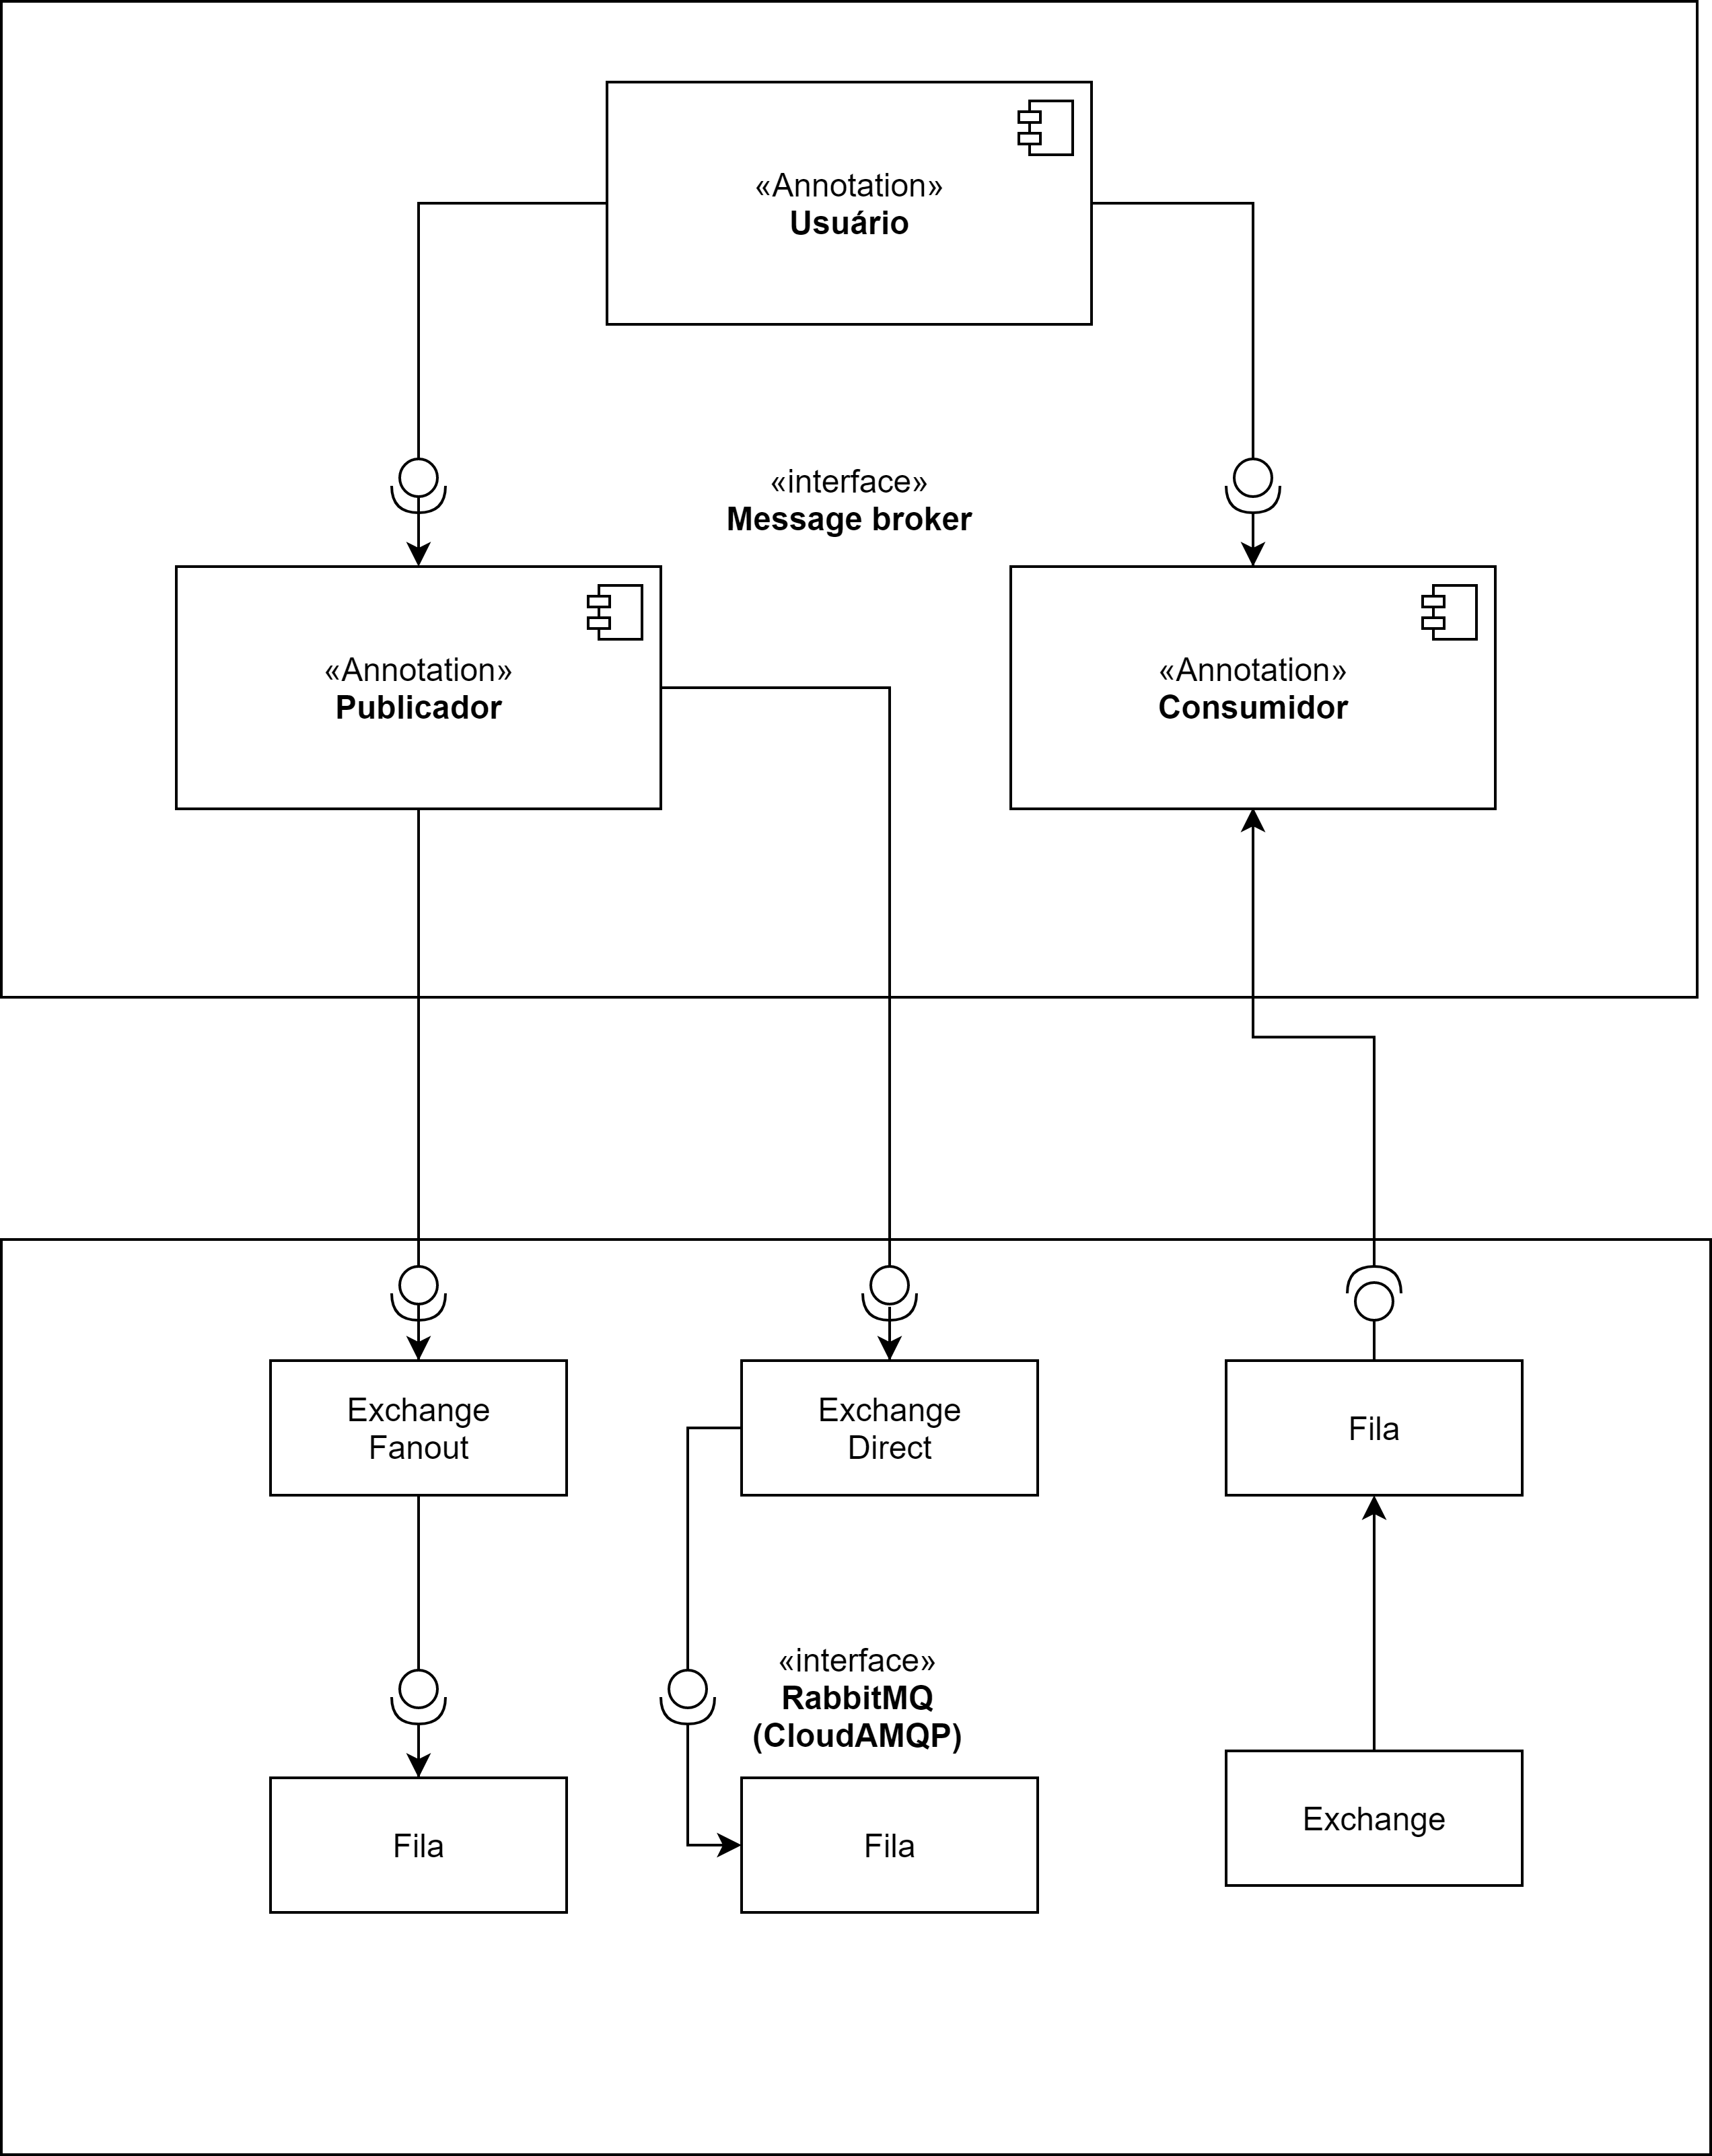 «Annotation»
Usuário
«interface»
Message broker
«Annotation»
Publicador
«Annotation»
Consumidor
Exchange
Fanout
Exchange
Direct
Fila
«interface»
RabbitMQ
(CloudAMQP)
Fila
Fila
Exchange